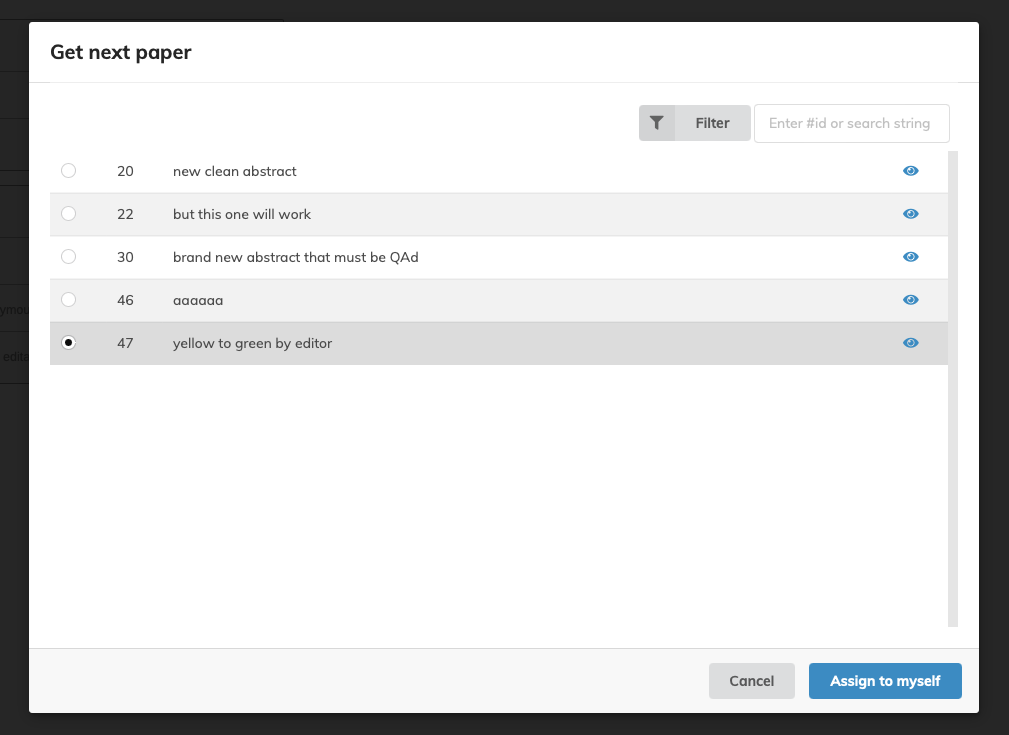 Get next paper
Filter
Enter #id or search string
20 new clean abstract
22 but this one will work
30 brand new abstract that must be QAd
46 aaaaaa
47 yellow to green by editor
Cancel
Assign to myself